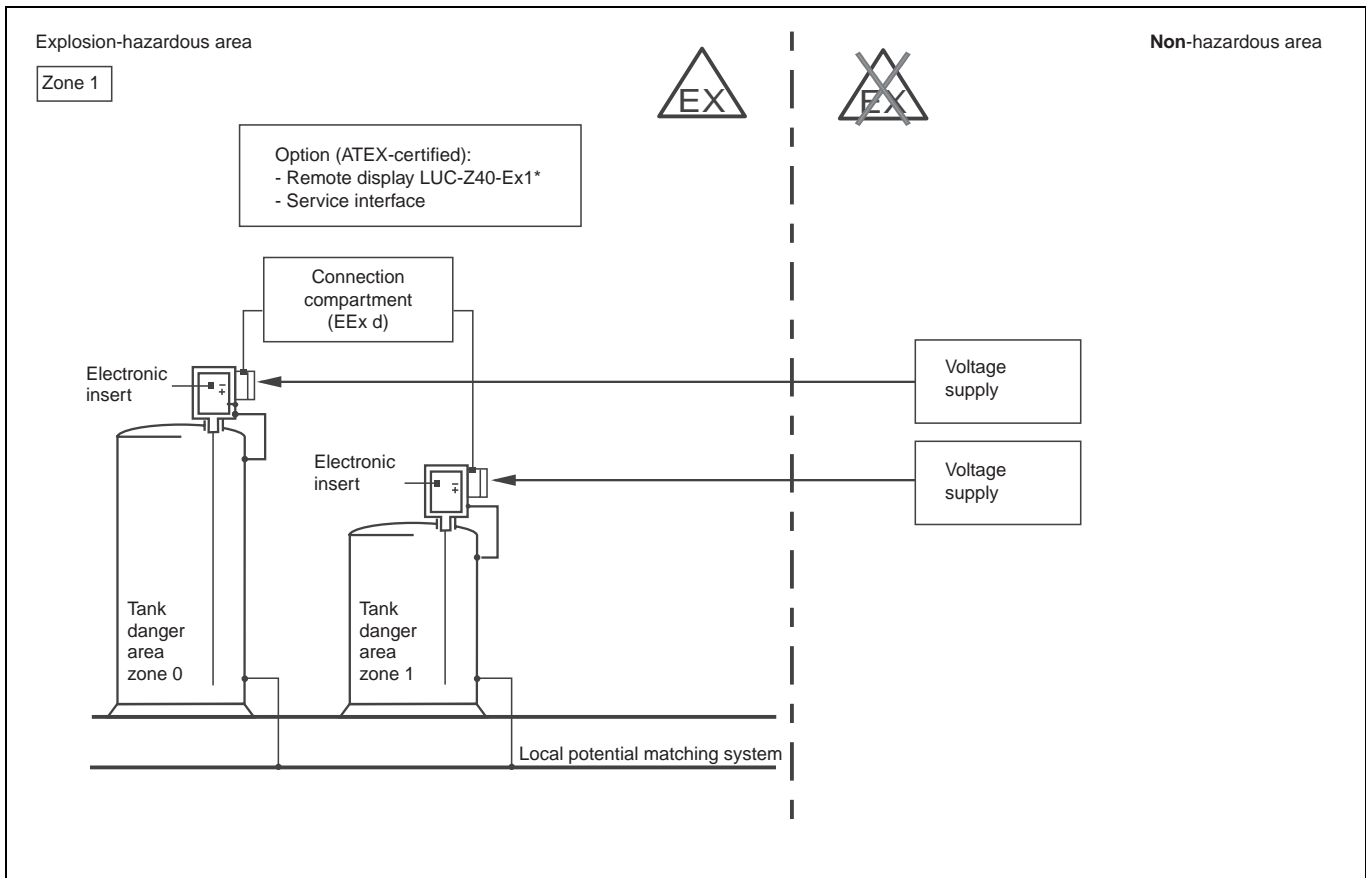 Explosion-hazardous area
Non-hazardous area
Zone 1
EX
EX
Option (ATEX-certified):
- Remote display LUC-Z40-Ex1*
- Service interface
Connection
compartment
(EEx d)
Electronic
insert
-
+
Voltage
supply
Electronic
insert
-
+
Voltage
supply
Tank
danger
area
zone 0
Tank
danger
area
zone 1
Local potential matching system